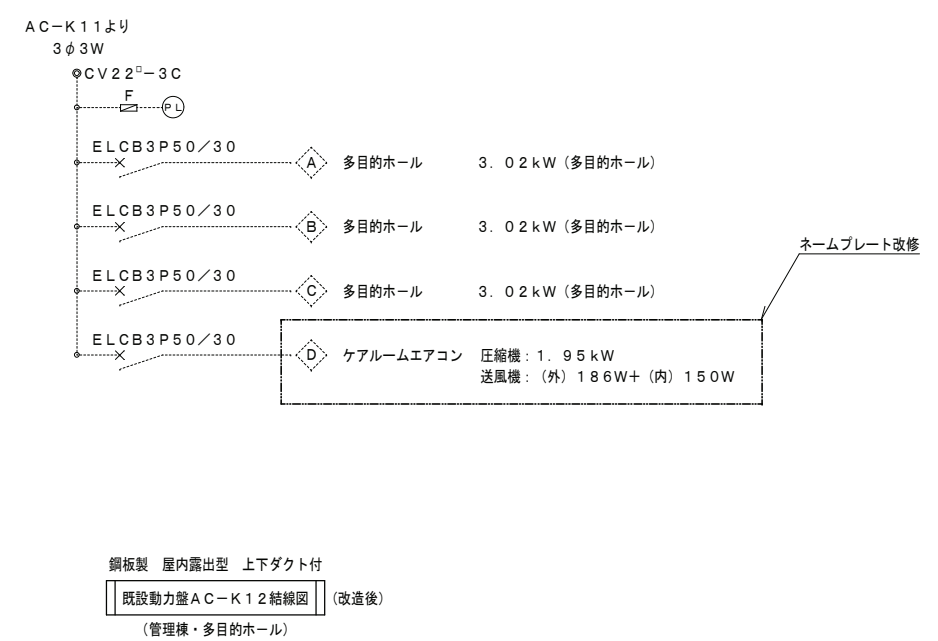 AC－K11より
3φ3W
CV22□－3C
F
PL
ELCB3P50／30
A 多目的ホール 3．02kW（多目的ホール）
ELCB3P50／30
B 多目的ホール 3．02kW（多目的ホール）
ネームプレート改修
ELCB3P50／30
C 多目的ホール 3．02kW（多目的ホール）
ELCB3P50／30
D ケアルームエアコン 圧縮機：1．95kW
送風機：（外）186W＋（内）150W
鋼板製 屋内露出型 上下ダクト付
既設動力盤AC－K12結線図 （改造後）
（管理棟・多目的ホール）